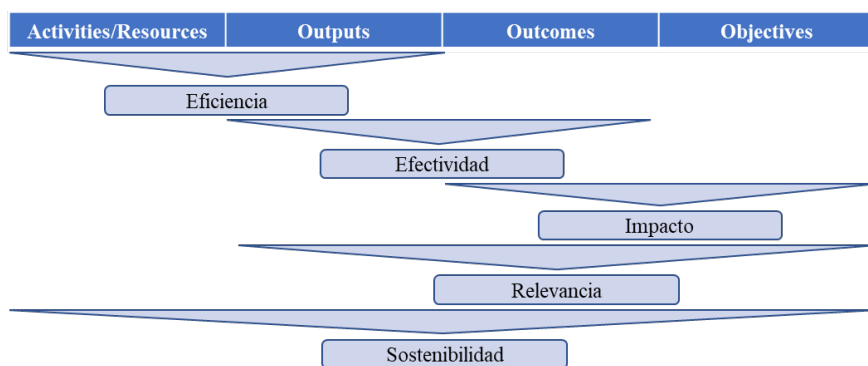 Activities/Resources Outputs Outcomes Objectives
Eficiencia
Efectividad
Impacto
Relevancia
Sostenibilidad